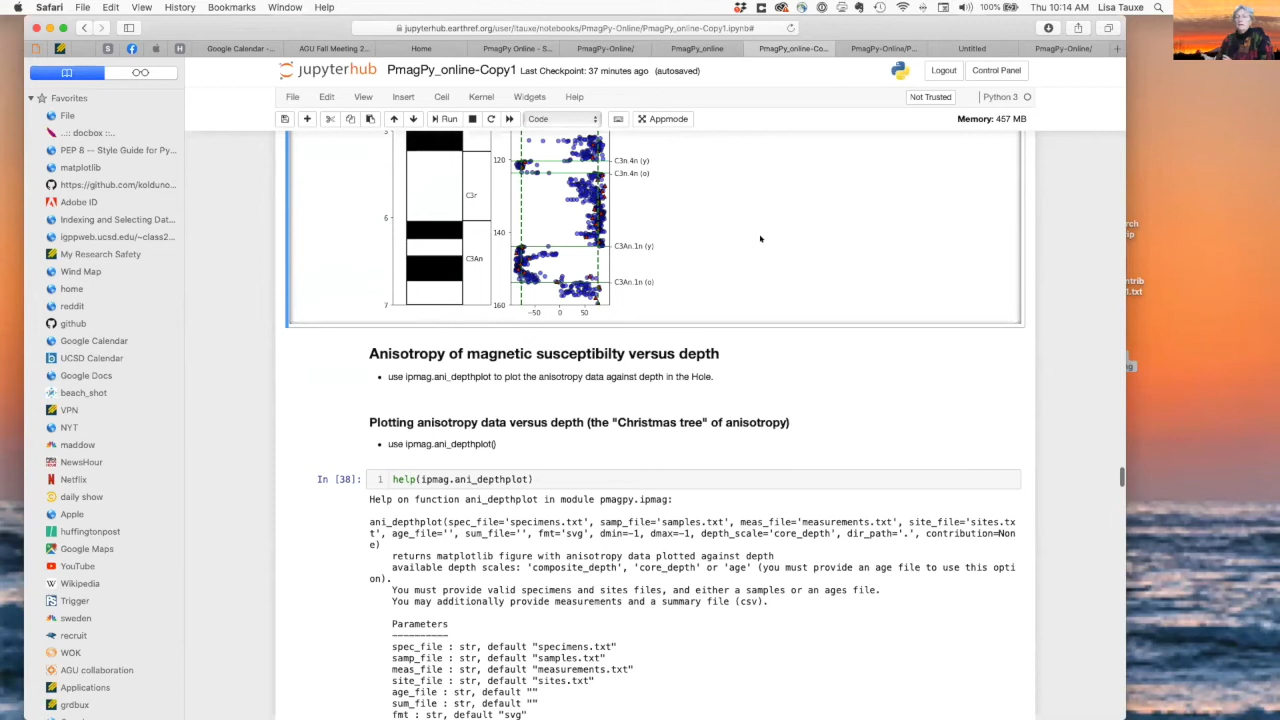 Safari File Edit View History Bookmarks Window Help 100% Thu 10:14 AM Lisa Tauxe
jupyterhub.earthref.org/user/ltauxe/notebooks/PmagPy-Online/PmagPy_online-Copy1.ipynb#
Google Calendar - AGU Fall Meeting 2... Home PmagPy Online - S... PmagPy-Online/ PmagPy_online PmagPy_online-Co... PmagPy-Online/P... Untitled PmagPy-Online/
jupyterhub PmagPy_online-Copy1 Last Checkpoint: 37 minutes ago (autosaved) Logout Control Panel
File Edit View Insert Cell Kernel Widgets Help Not Trusted Python 3
Run Code Appmode Memory: 457 MB
Favorites
File
..:: docbox ::..
PEP 8 -- Style Guide for Py...
matplotlib
https://github.com/kolduno...
Adobe ID
Indexing and Selecting Dat...
igppweb.ucsd.edu/~class2...
My Research Safety
Wind Map
home
reddit
github
Google Calendar
UCSD Calendar
Google Docs
beach_shot
VPN
NYT
maddow
NewsHour
Netflix
daily show
Apple
huffingtonpost
Google Maps
YouTube
Wikipedia
Trigger
sweden
recruit
WOK
AGU collaboration
Applications
grdbux
5
6
7
C3r
C3An
120
140
160
-50 0 50
C3n.4n (y)
C3n.4n (o)
C3An.1n (y)
C3An.1n (o)
Anisotropy of magnetic susceptibilty versus depth
use ipmag.ani_depthplot to plot the anisotropy data against depth in the Hole.
Plotting anisotropy data versus depth (the "Christmas tree" of anisotropy)
use ipmag.ani_depthplot()
In [38]: 1 help(ipmag.ani_depthplot)
Help on function ani_depthplot in module pmagpy.ipmag:
ani_depthplot(spec_file='specimens.txt', samp_file='samples.txt', meas_file='measurements.txt', site_file='sites.tx
t', age_file='', sum_file='', fmt='svg', dmin=-1, dmax=-1, depth_scale='core_depth', dir_path='.', contribution=Non
e)
returns matplotlib figure with anisotropy data plotted against depth
available depth scales: 'composite_depth', 'core_depth' or 'age' (you must provide an age file to use this opti
on).
You must provide valid specimens and sites files, and either a samples or an ages file.
You may additionally provide measurements and a summary file (csv).
Parameters
----------
spec_file : str, default "specimens.txt"
samp_file : str, default "samples.txt"
meas_file : str, default "measurements.txt"
site_file : str, default "sites.txt"
age_file : str, default ""
sum_file : str, default ""
fmt : str, default "svg"